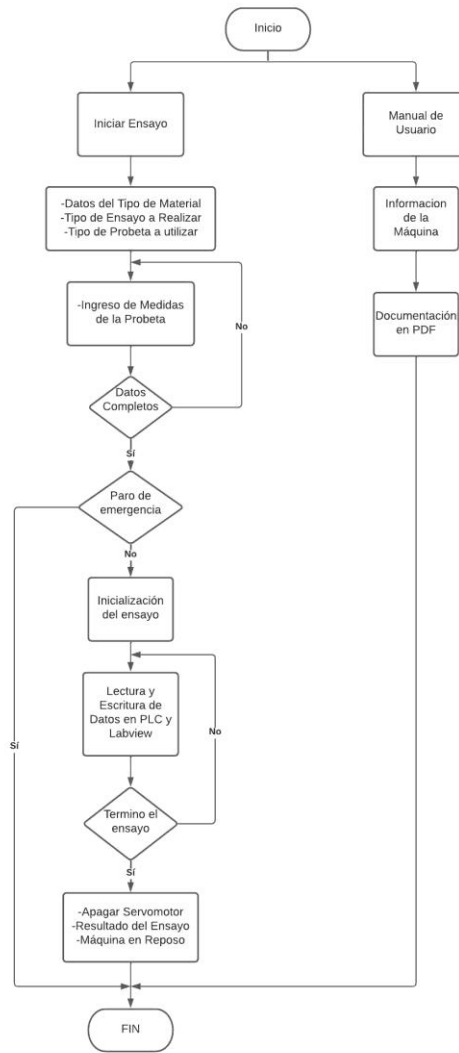 Inicio
Iniciar Ensayo
Manual de
Usuario
-Datos del Tipo de Material
-Tipo de Ensayo a Realizar
-Tipo de Probeta a utilizar
Informacion
de la
Máquina
-Ingreso de Medidas
de la Probeta
No
Documentación
en PDF
Datos
Completos
Sí
Paro de
emergencia
No
Inicialización
del ensayo
Lectura y
Escritura de
Datos en PLC y
Labview
No
Sí
Termino el
ensayo
Sí
-Apagar Servomotor
-Resultado del Ensayo
-Máquina en Reposo
FIN